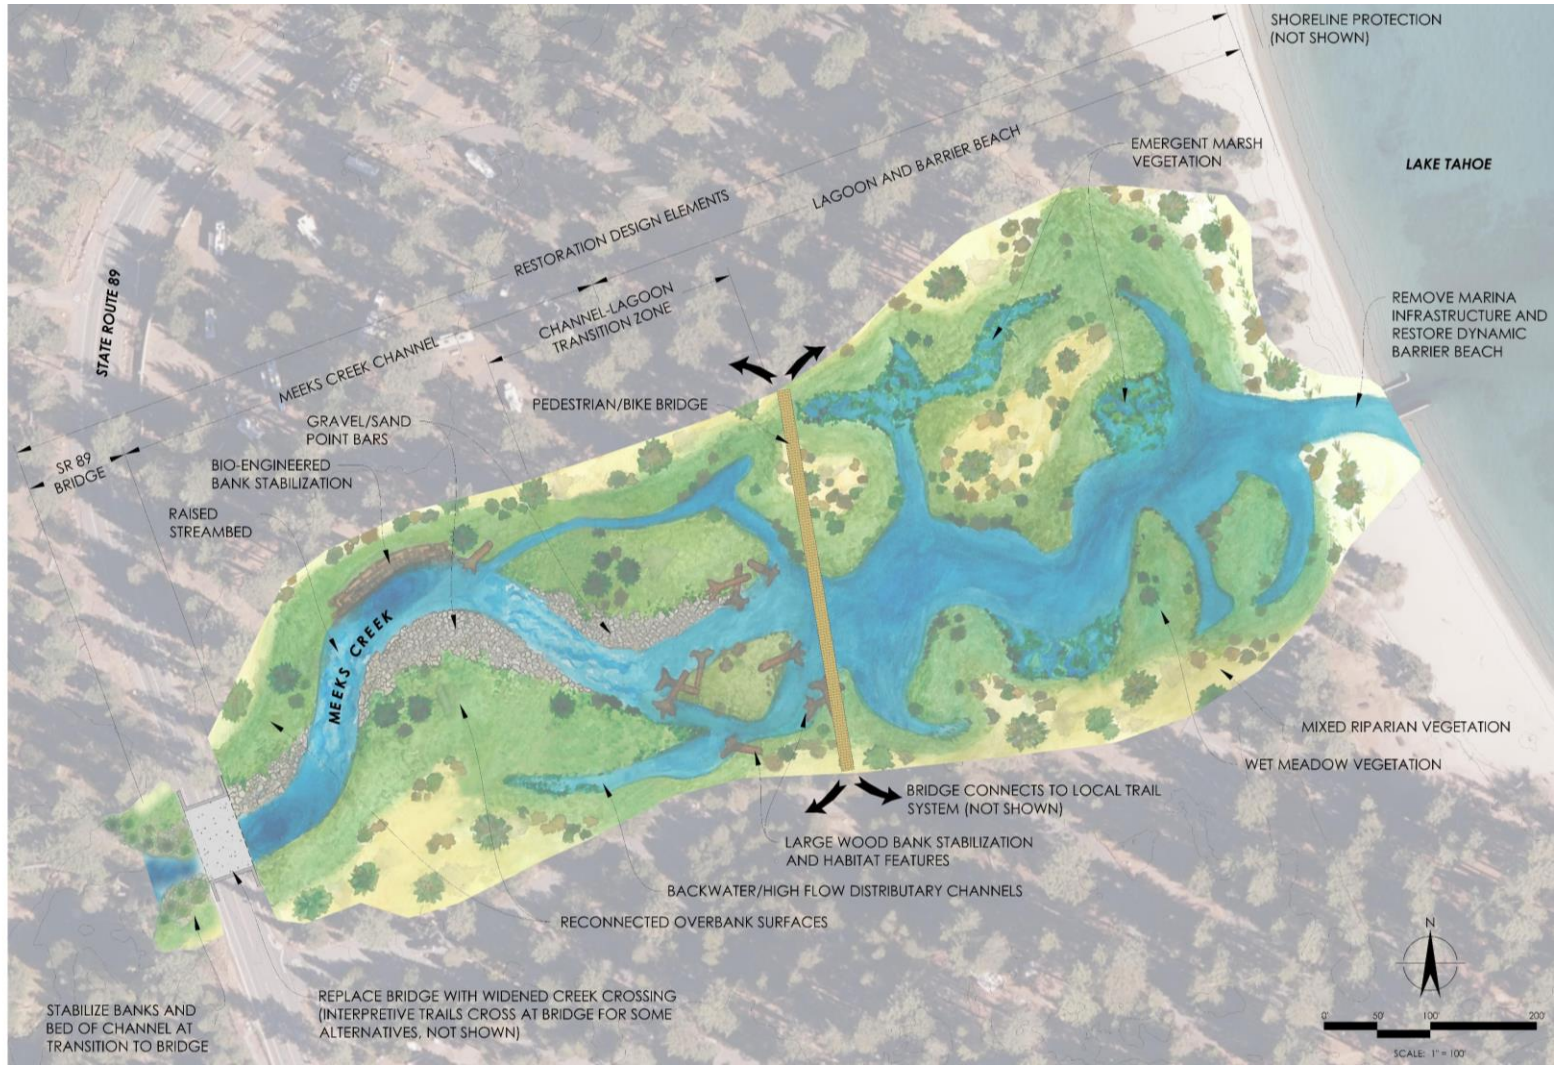 SHORELINE PROTECTION
(NOT SHOWN)
EMERGENT MARSH
VEGETATION
LAKE TAHOE
LAGOON AND BARRIER BEACH
RESTORATION DESIGN ELEMENTS
STATE ROUTE 89
CHANNEL-LAGOON
TRANSITION ZONE
MEEKS CREEK CHANNEL
REMOVE MARINA
INFRASTRUCTURE AND
RESTORE DYNAMIC
BARRIER BEACH
PEDESTRIAN/BIKE BRIDGE
GRAVEL/SAND
POINT BARS
SR 89
BRIDGE
BIO-ENGINEERED
BANK STABILIZATION
RAISED
STREAMBED
MEEKS CREEK
MIXED RIPARIAN VEGETATION
WET MEADOW VEGETATION
BRIDGE CONNECTS TO LOCAL TRAIL
SYSTEM (NOT SHOWN)
LARGE WOOD BANK STABILIZATION
AND HABITAT FEATURES
BACKWATER/HIGH FLOW DISTRIBUTARY CHANNELS
RECONNECTED OVERBANK SURFACES
REPLACE BRIDGE WITH WIDENED CREEK CROSSING
(INTERPRETIVE TRAILS CROSS AT BRIDGE FOR SOME
ALTERNATIVES, NOT SHOWN)
STABILIZE BANKS AND
BED OF CHANNEL AT
TRANSITION TO BRIDGE
N
0' 50' 100' 200'
SCALE: 1" = 100'